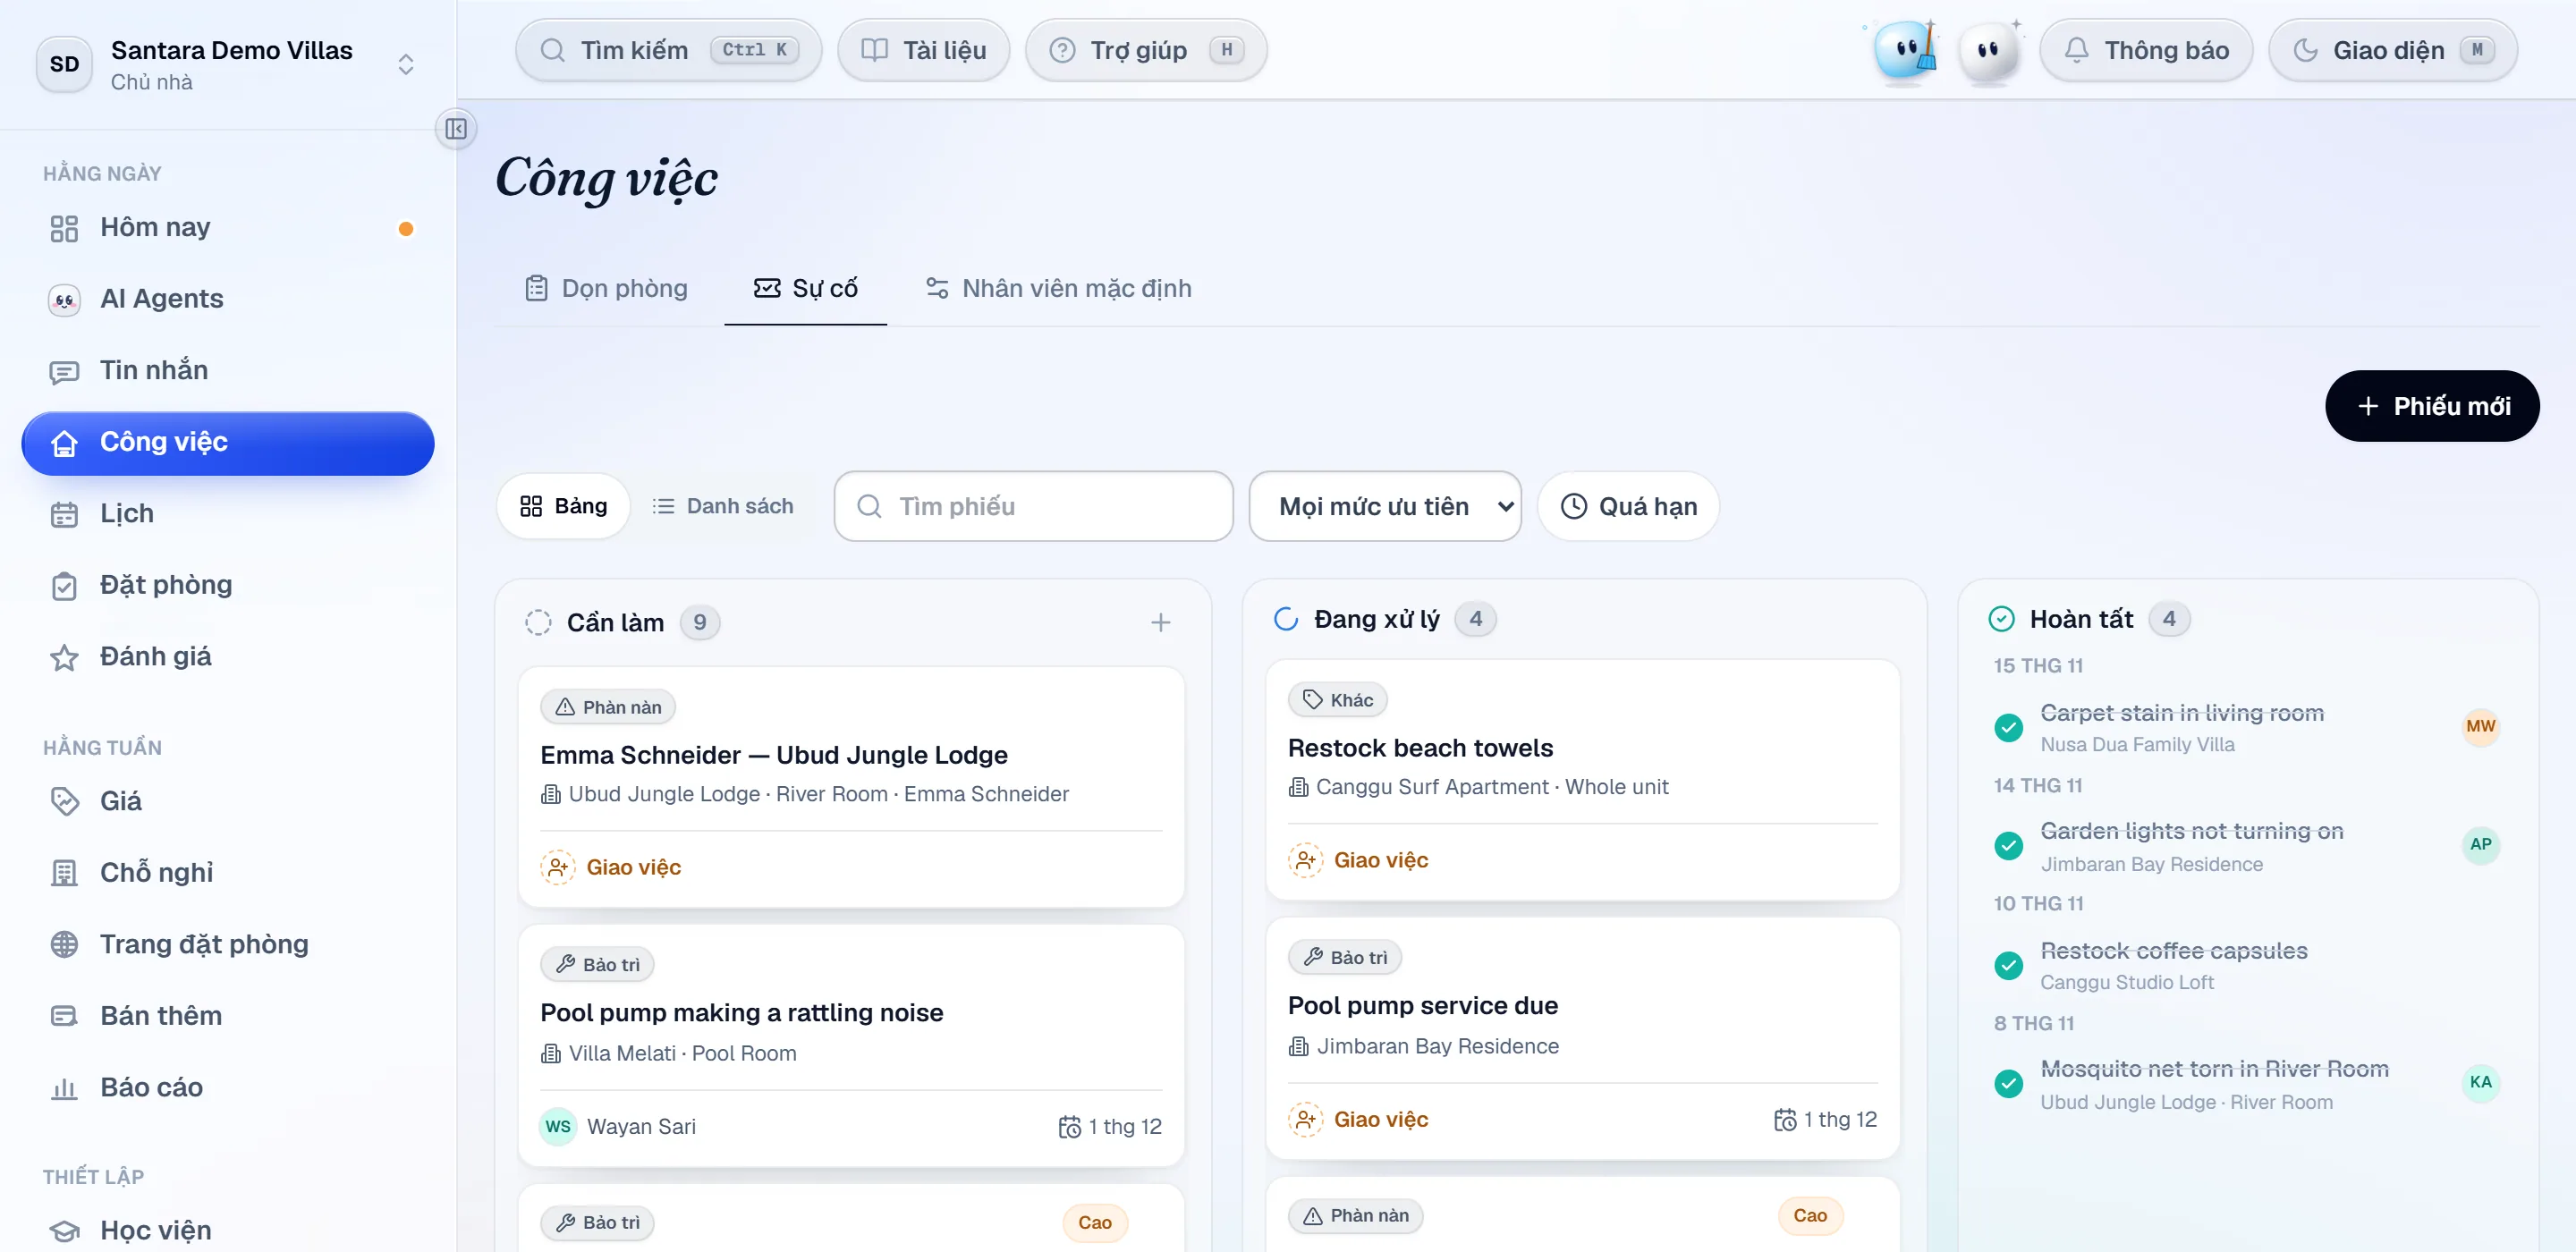 SD
Santara Demo Villas
Chủ nhà
Tìm kiếm Ctrl K
Tài liệu
Trợ giúp H
Thông báo
Giao diện M
HẰNG NGÀY
Hôm nay
AI Agents
Tin nhắn
Công việc
Lịch
Đặt phòng
Đánh giá
HẰNG TUẦN
Giá
Chỗ nghỉ
Trang đặt phòng
Bán thêm
Báo cáo
THIẾT LẬP
Học viện
Công việc
Dọn phòng
Sự cố
Nhân viên mặc định
Phiếu mới
Bảng
Danh sách
Tìm phiếu
Mọi mức ưu tiên
Quá hạn
Cần làm 9
Phàn nàn
Emma Schneider — Ubud Jungle Lodge
Ubud Jungle Lodge · River Room · Emma Schneider
Giao việc
Bảo trì
Pool pump making a rattling noise
Villa Melati · Pool Room
WS Wayan Sari 1 thg 12
Bảo trì Cao
Đang xử lý 4
Khác
Restock beach towels
Canggu Surf Apartment · Whole unit
Giao việc
Bảo trì
Pool pump service due
Jimbaran Bay Residence
Giao việc 1 thg 12
Phàn nàn Cao
Hoàn tất 4
15 THG 11
Carpet stain in living room
Nusa Dua Family Villa
MW
14 THG 11
Garden lights not turning on
Jimbaran Bay Residence
AP
10 THG 11
Restock coffee capsules
Canggu Studio Loft
8 THG 11
Mosquito net torn in River Room
Ubud Jungle Lodge · River Room
KA